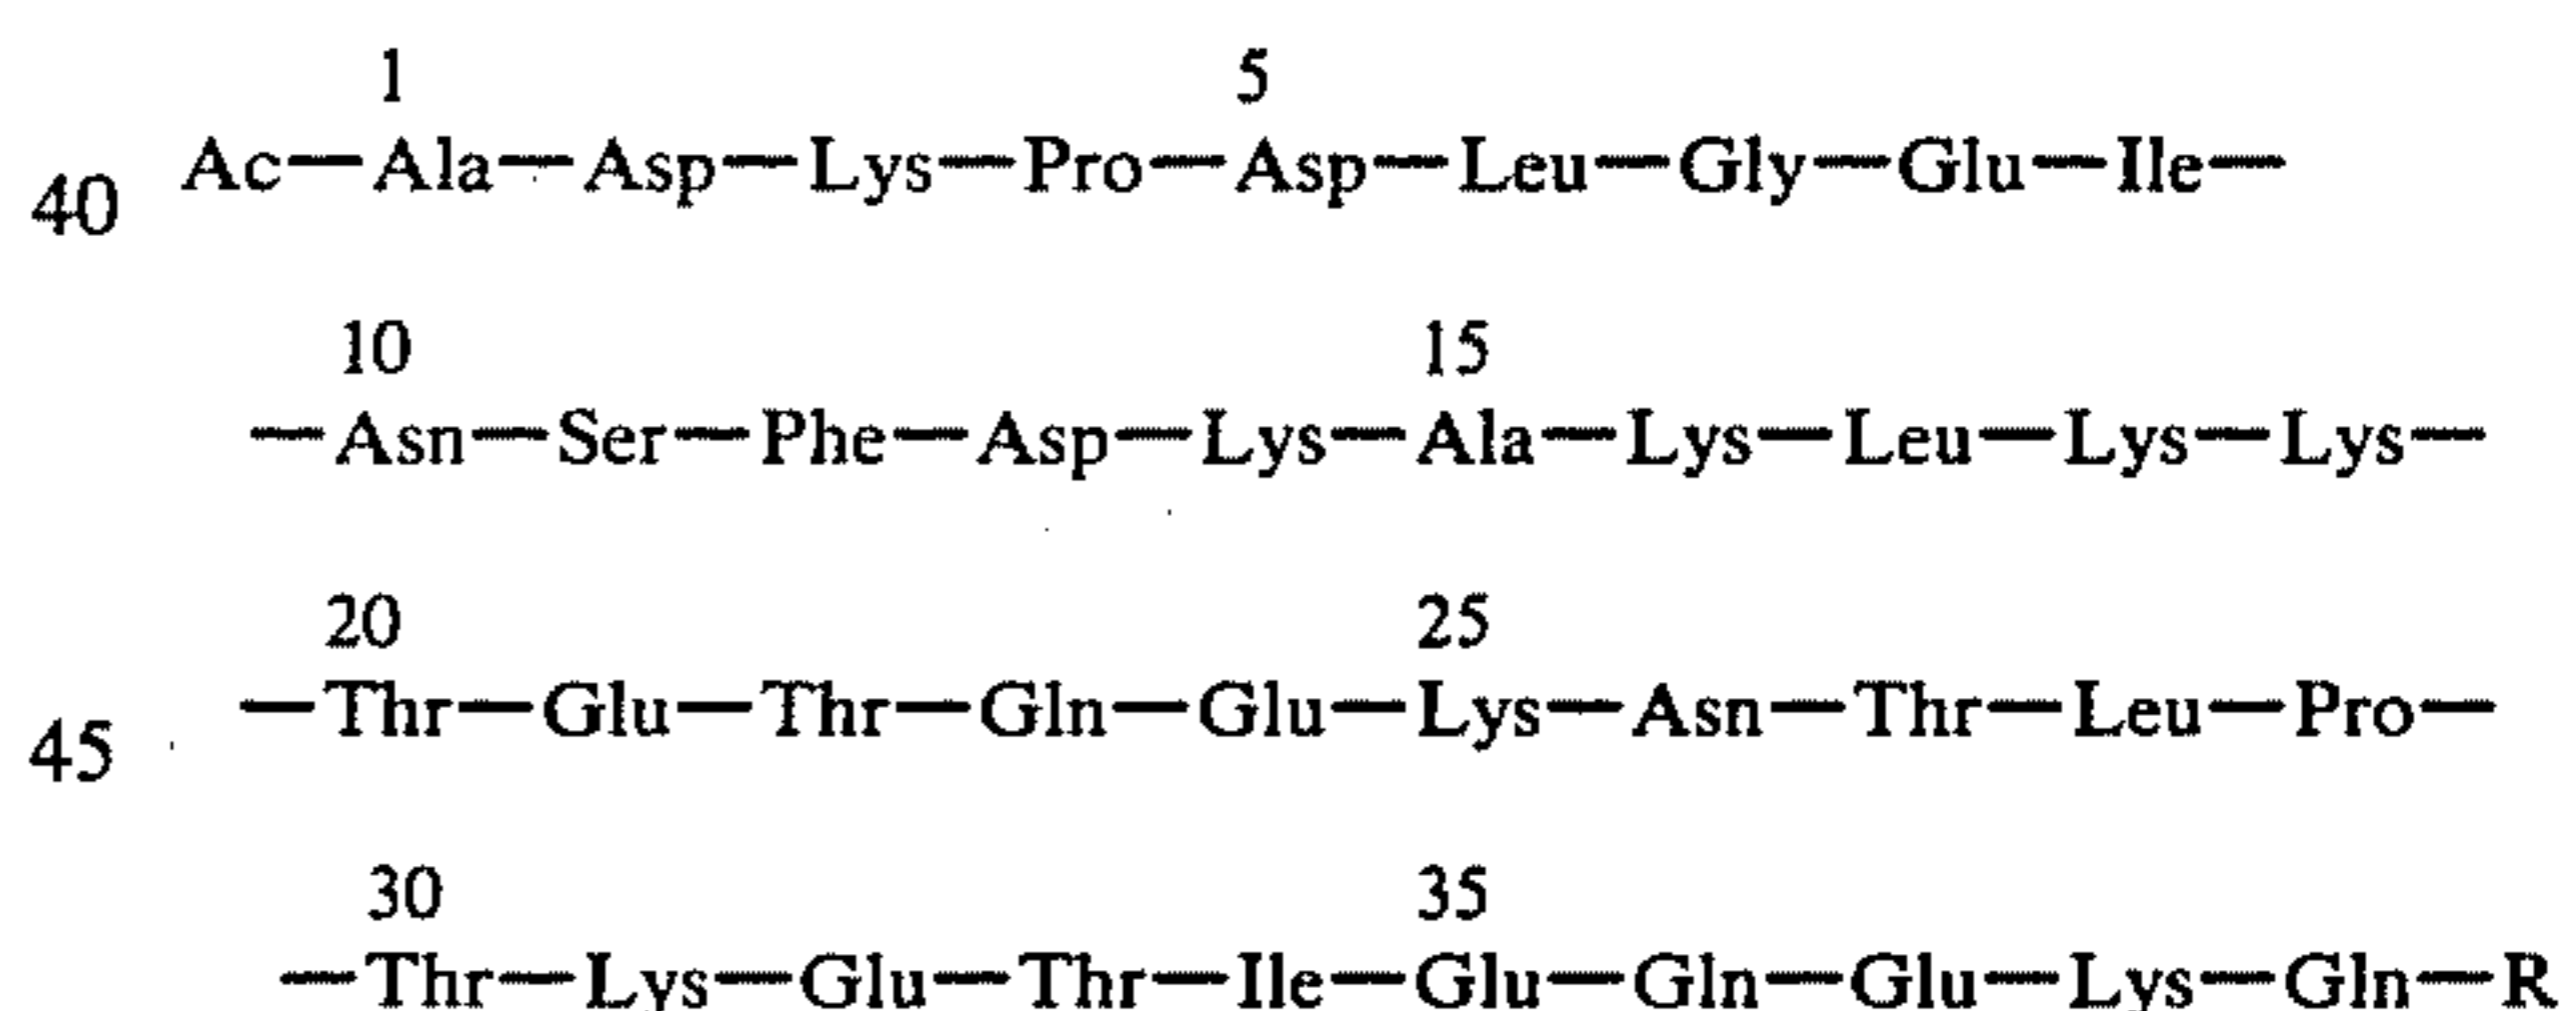 1 5
40 Ac—Ala—Asp—Lys—Pro—Asp—Leu—Gly—Glu—Ile—
10 15
—Asn—Ser—Phe—Asp—Lys—Ala—Lys—Leu—Lys—Lys—
20 25
45 —Thr—Glu—Thr—Gln—Glu—Lys—Asn—Thr—Leu—Pro—
30 35
—Thr—Lys—Glu—Thr—Ile—Glu—Gln—Glu—Lys—Gln—R